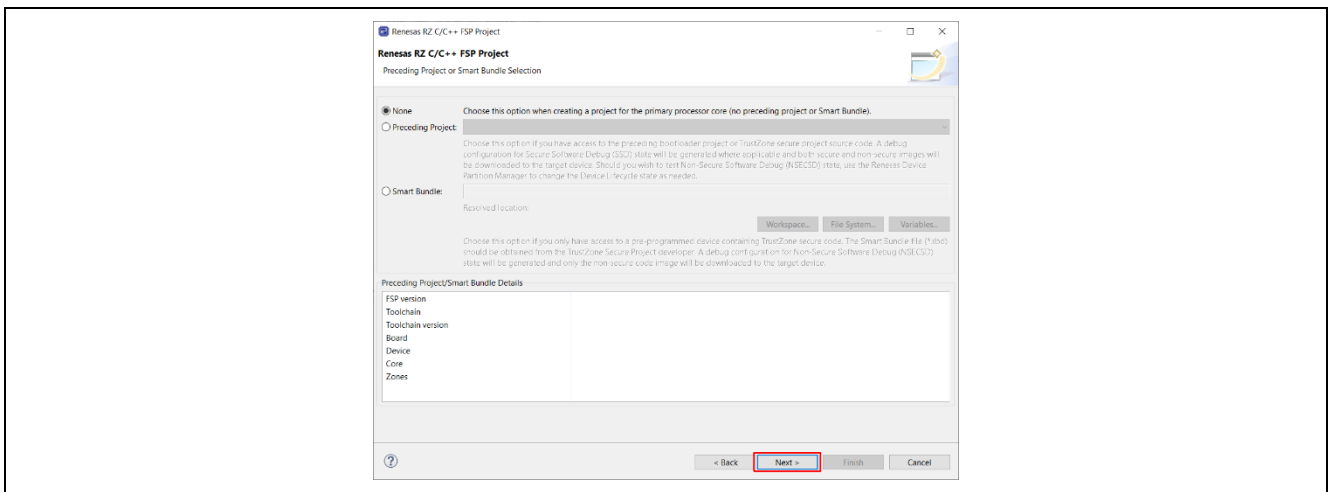 Renesas RZ C/C++ FSP Project
Renesas RZ C/C++ FSP Project
Preceding Project or Smart Bundle Selection
None Choose this option when creating a project for the primary processor core (no preceding project or Smart Bundle).
Preceding Project:
Choose this option if you have access to the preceding bootloader project or TrustZone secure project source code. A debug
configuration for Secure Software Debug (SSD) state will be generated where applicable and both secure and non-secure images will
be downloaded to the target device. Should you wish to test Non-Secure Software Debug (NSECSD) state, use the Renesas Device
Partition Manager to change the Device Lifecycle state as needed.
Smart Bundle:
Resolved location:
Workspace... File System... Variables...
Choose this option if you only have access to a pre-programmed device containing TrustZone secure code. The Smart Bundle file (*.sbd)
should be obtained from the TrustZone Secure Project developer. A debug configuration for Non-Secure Software Debug (NSECSD)
state will be generated and only the non-secure code image will be downloaded to the target device.
Preceding Project/Smart Bundle Details
FSP version
Toolchain
Toolchain version
Board
Device
Core
Zones
? < Back Next > Finish Cancel